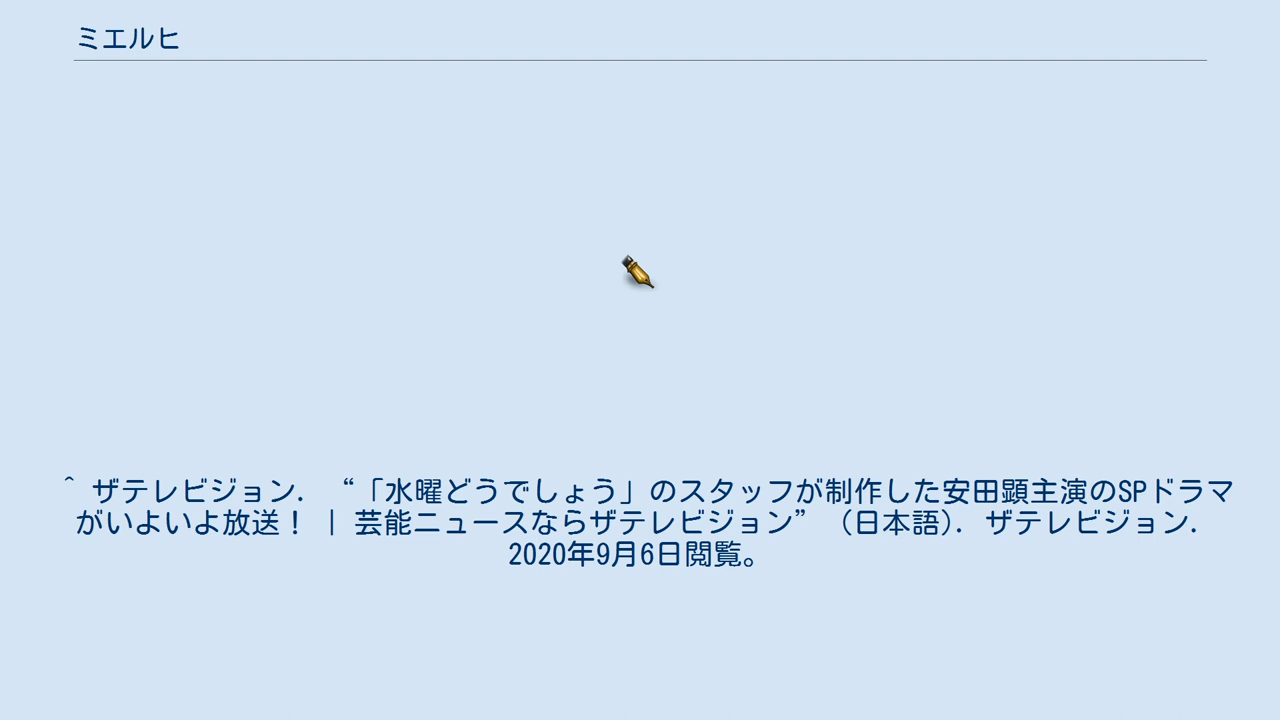 ミエルヒ
^ ザテレビジョン. “「水曜どうでしょう」のスタッフが制作した安田顕主演のSPドラマ
がいよいよ放送！ | 芸能ニュースならザテレビジョン” （日本語）. ザテレビジョン.
2020年9月6日閲覧。